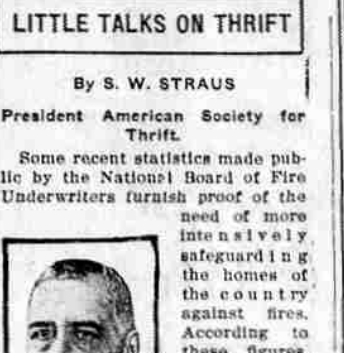 LITTLE TALKS ON THRIFT
By S. W. STRAUS
President American Society for
Thrift.
Some recent statistics made pub-
lic by the National Board of Fire
Underwriters furnish proof of the
need of more
intensively
safeguarding
the homes of
the country
against fires.
According to
these figures